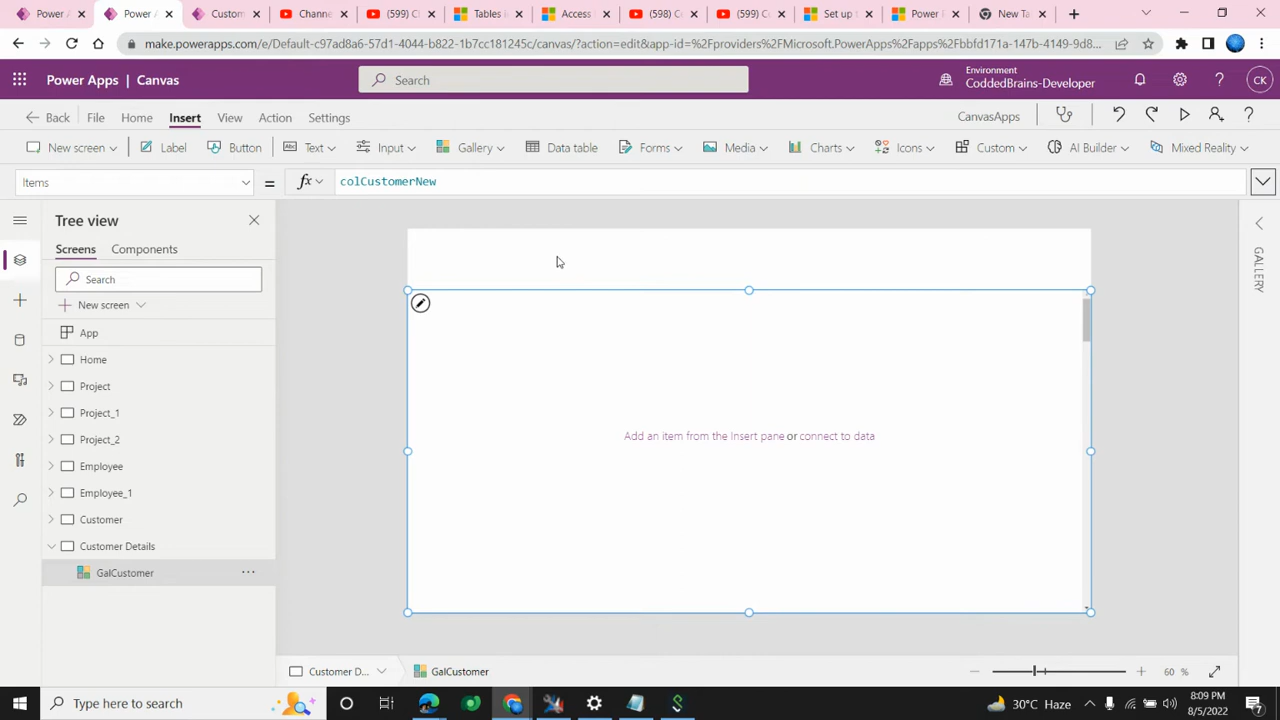 Power A
Power A
Custom
Channe
(599) C
Tables i
Access
(598) C
(599) C
Set up t
Power F
New Ta
make.powerapps.com/e/Default-c97ad8a6-57d1-4044-b822-1b7xc181245c/canvas/?action=edit&app-id=%2Fproviders%2FMicrosoft.PowerApps%2Fapps%2Fbbfd171a-147b-4149-9d8...
Power Apps | Canvas
Search
Environment
CoddedBrains-Developer
CK
Back
File
Home
Insert
View
Action
Settings
CanvasApps
New screen
Label
Button
Text
Input
Gallery
Data table
Forms
Media
Charts
Icons
Custom
AI Builder
Mixed Reality
Items
=
fx
colCustomerNew
Tree view
Screens
Components
Search
New screen
App
Home
Project
Project_1
Project_2
Employee
Employee_1
Customer
Customer Details
GalCustomer
Add an item from the Insert pane or connect to data
GALLERY
Customer D...
GalCustomer
60 %
Type here to search
30°C Haze
8:09 PM
8/5/2022
7